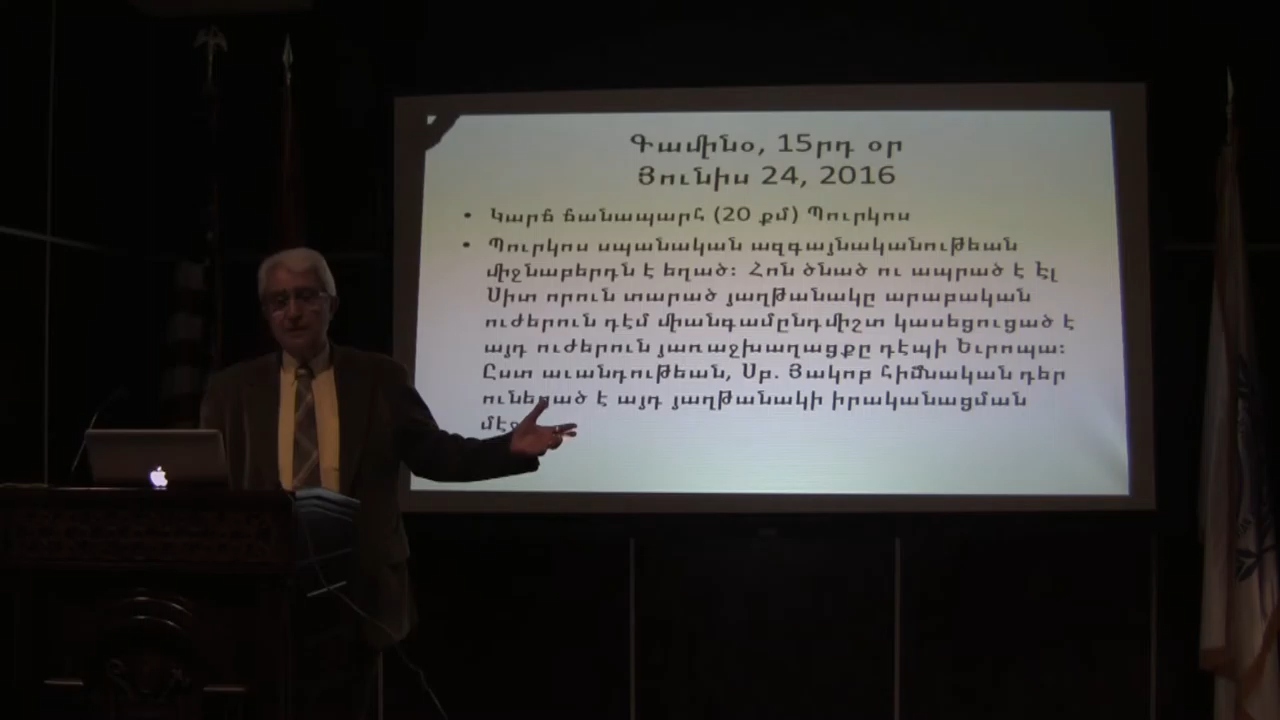 Գամինօ, 15րդ օր
Յունիս 24, 2016
• Կարճ ճանապարհ (20 քմ) Պուրկոս
• Պուրկոս սպանական ազգայնականութեան
միջնաբերդն է եղած։ Հոն ծնած ու ապրած է Էլ
Սիտ որուն տարած յաղթանակը արաբական
ուժերուն դէմ միանգամընդմիշտ կասեցուցած է
այդ ուժերուն յառաջխաղացքը դէպի Եւրոպա։
Ըստ աւանդութեան, Սբ. Յակոբ հիմնական դեր
ունեցած է այդ յաղթանակի իրականացման